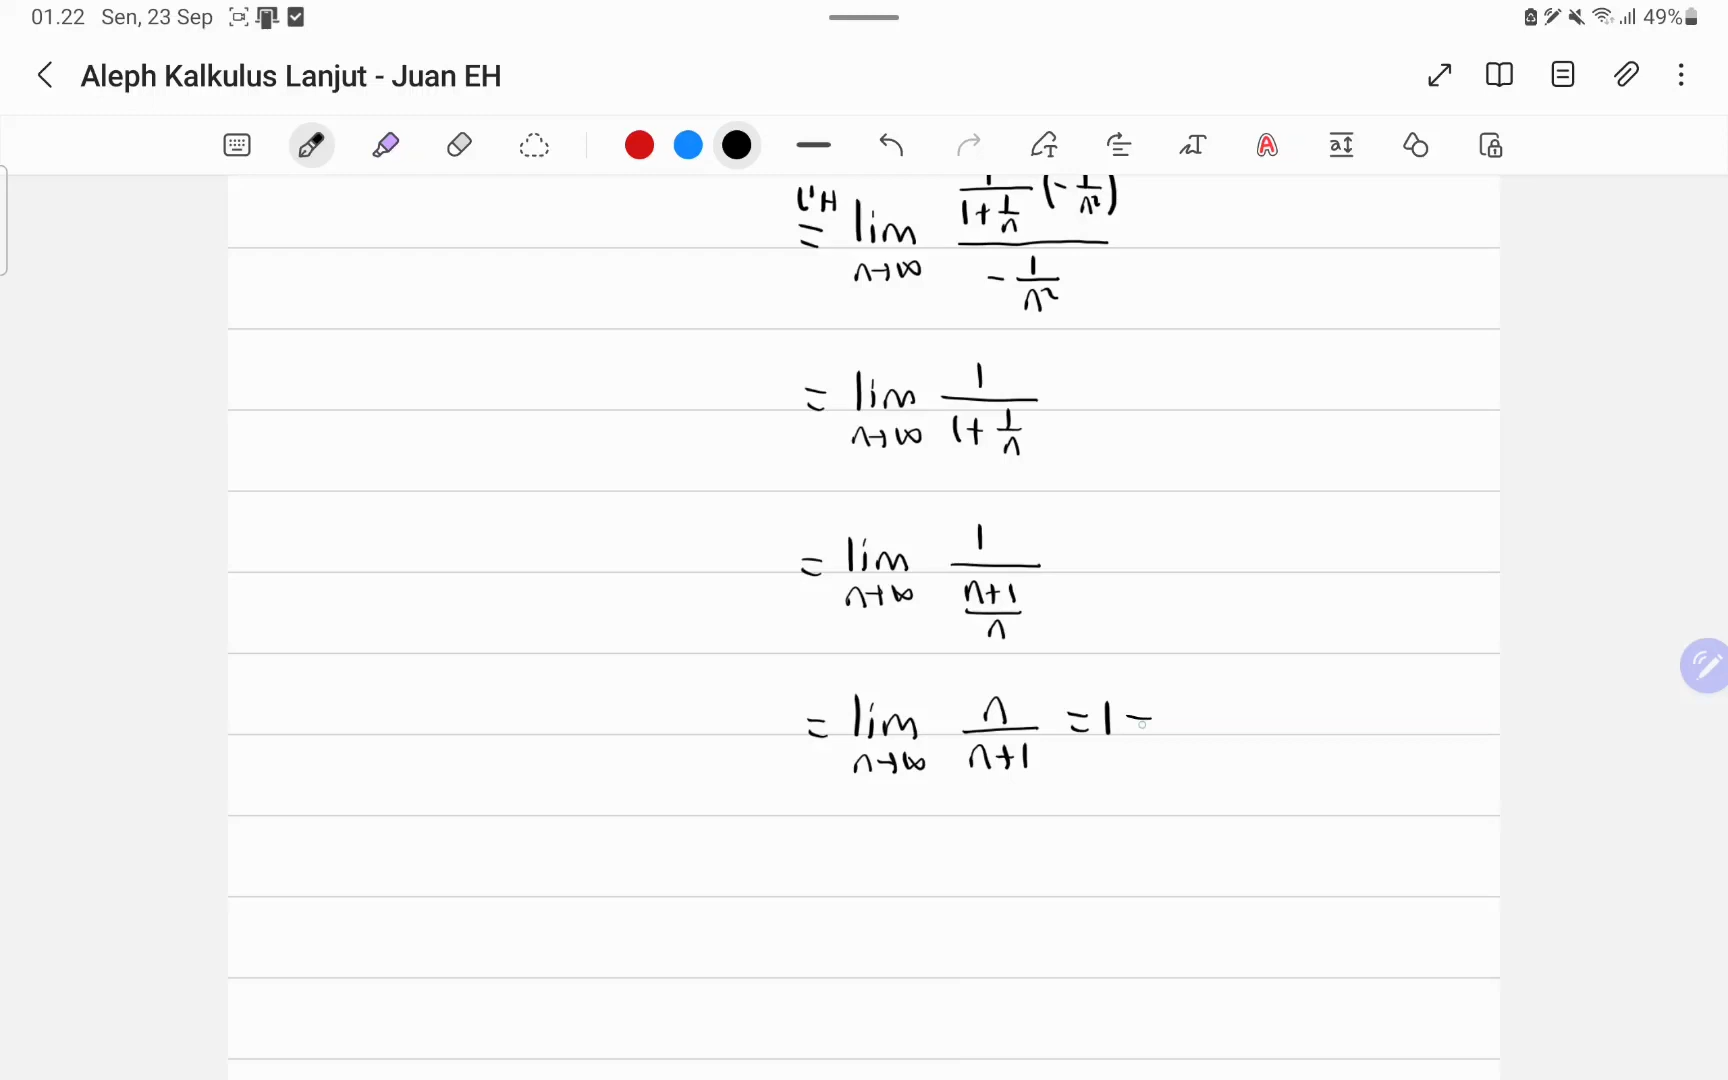 01.22 Sen, 23 Sep 49%
Aleph Kalkulus Lanjut - Juan EH
L'H
= lim n→∞ (1/(1+1/n) (-1/n²))/(-1/n²)
= lim n→∞ 1/(1+1/n)
= lim n→∞ 1/((n+1)/n)
= lim n→∞ n/(n+1) = 1 =